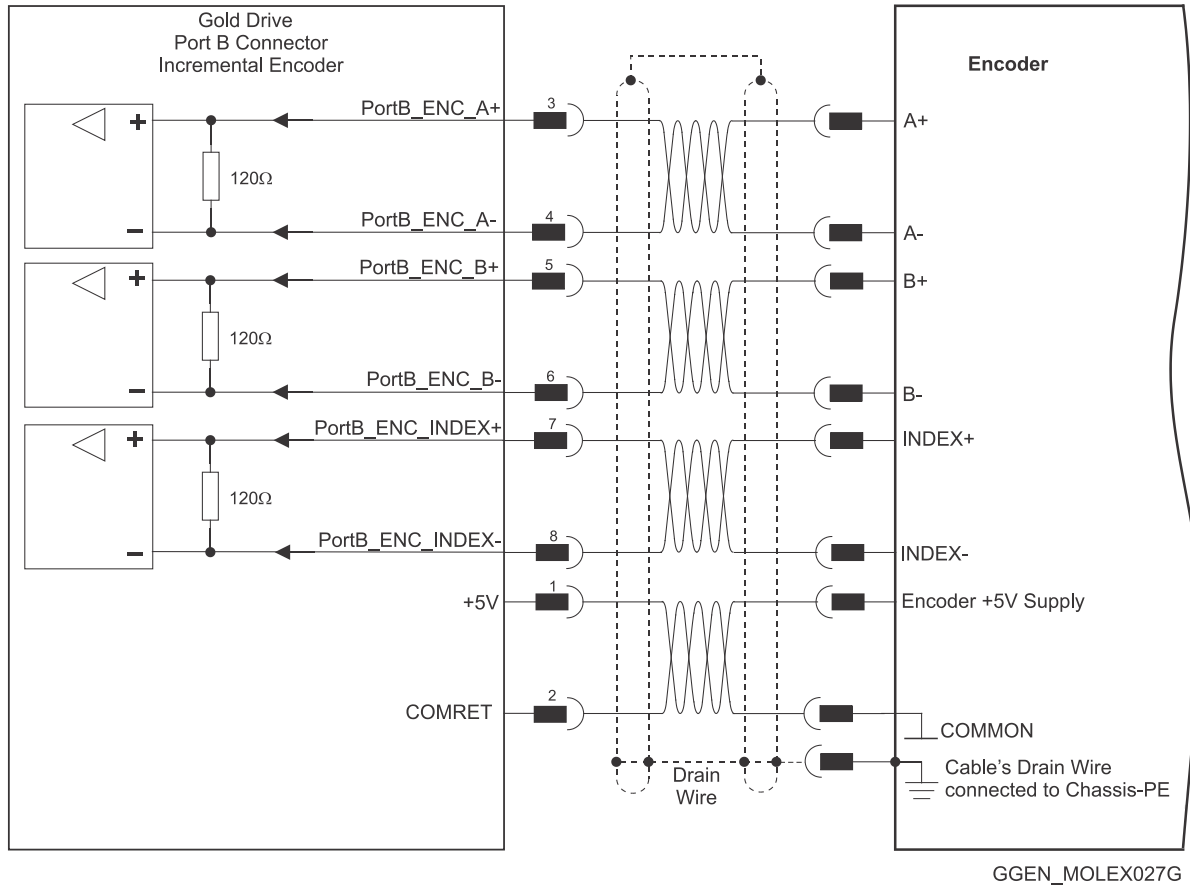 Gold Drive
Port B Connector
Incremental Encoder
Encoder
+
120Ω
-
PortB_ENC_A+
3
A+
PortB_ENC_A-
4
A-
+
120Ω
-
PortB_ENC_B+
5
B+
PortB_ENC_B-
6
B-
+
120Ω
-
PortB_ENC_INDEX+
7
INDEX+
PortB_ENC_INDEX-
8
INDEX-
+5V
1
Encoder +5V Supply
COMRET
2
COMMON
Drain
Wire
Cable's Drain Wire
connected to Chassis-PE
GGEN_MOLEX027G